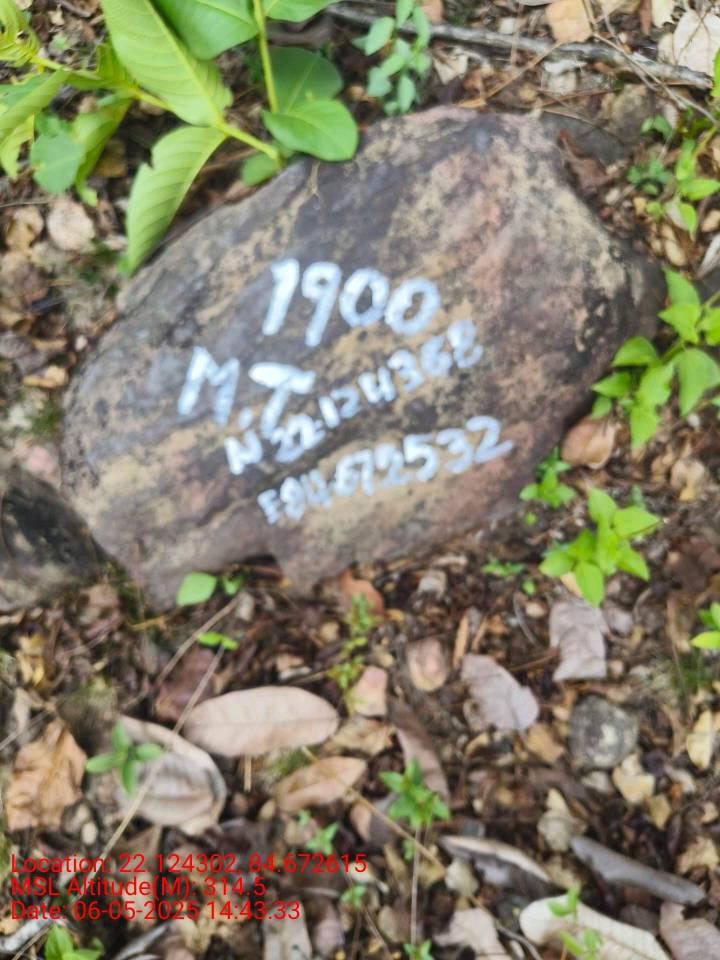 1900
M.T
N 22.124368
E 84.672532
Location: 22.124302, 84.672615
MSL Altitude(M): 314.5
Date: 06-05-2025 14:43:33